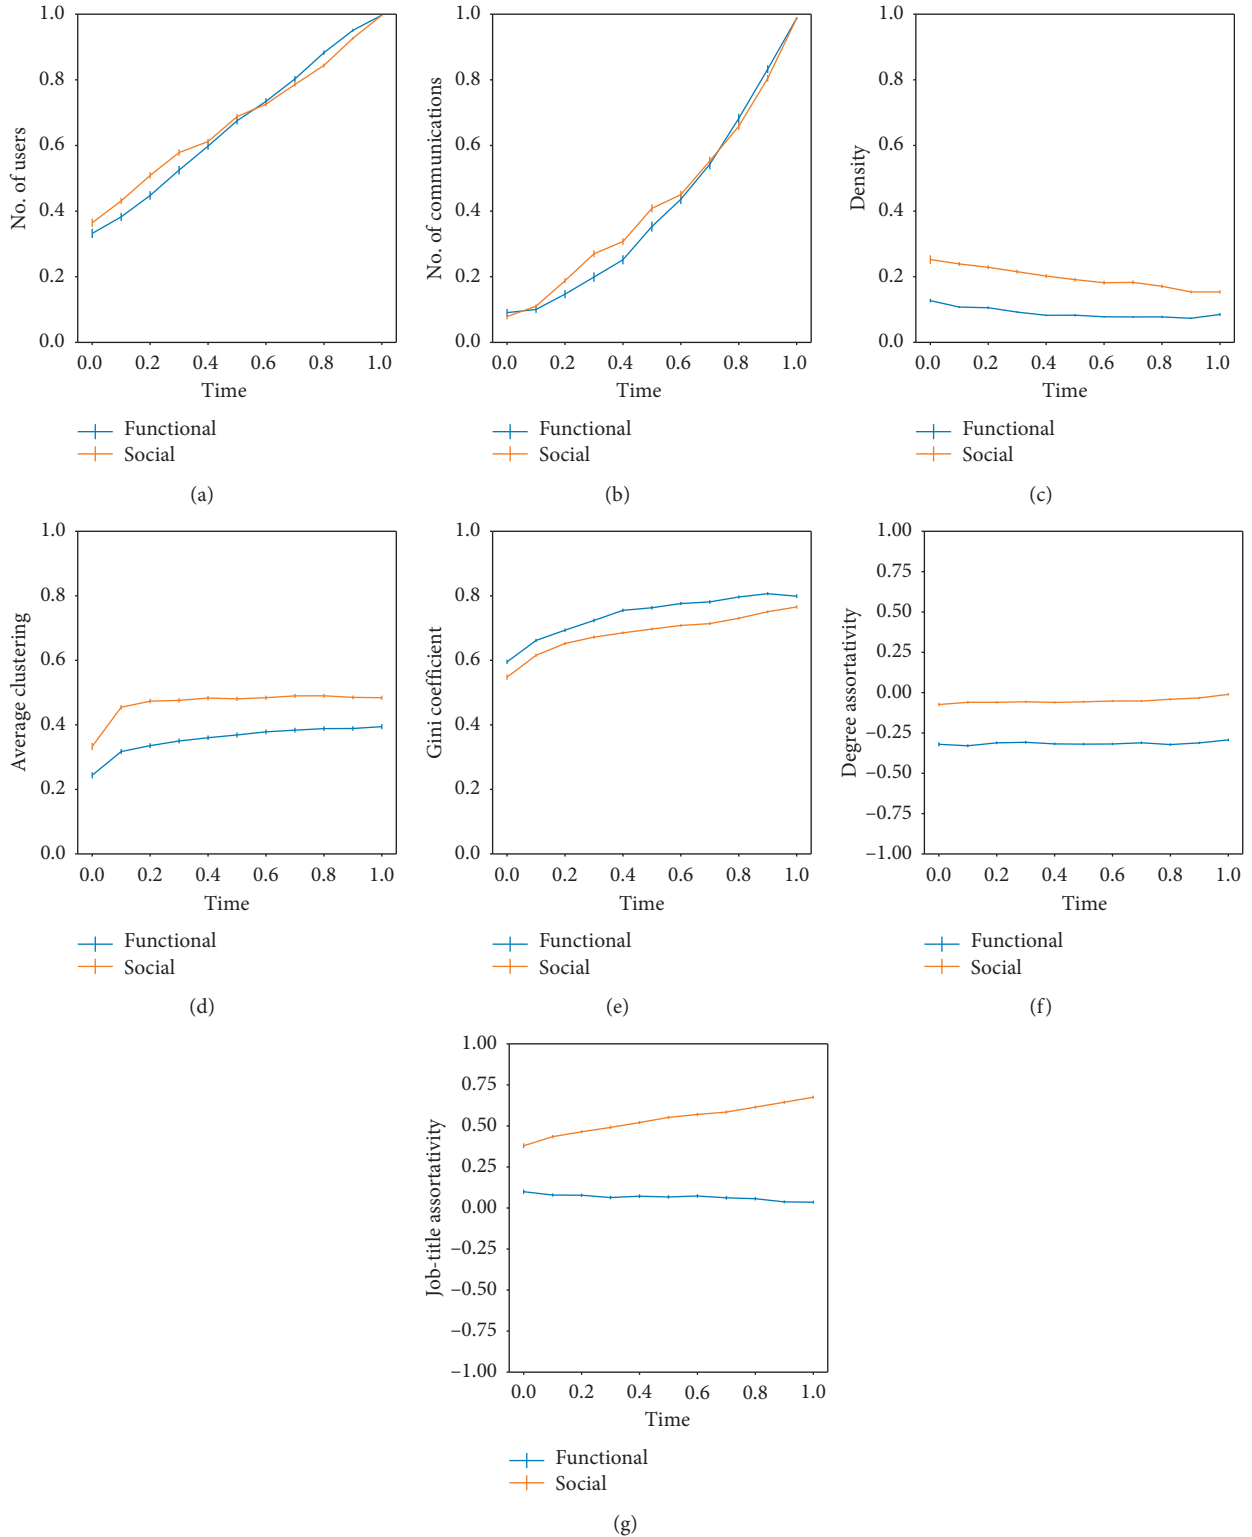 No. of users
1.0
0.8
0.6
0.4
0.2
0.0
0.0 0.2 0.4 0.6 0.8 1.0
Time
Functional
Social
(a)
No. of communications
1.0
0.8
0.6
0.4
0.2
0.0
0.0 0.2 0.4 0.6 0.8 1.0
Time
Functional
Social
(b)
Density
1.0
0.8
0.6
0.4
0.2
0.0
0.0 0.2 0.4 0.6 0.8 1.0
Time
Functional
Social
(c)
Average clustering
1.0
0.8
0.6
0.4
0.2
0.0
0.0 0.2 0.4 0.6 0.8 1.0
Time
Functional
Social
(d)
Gini coefficient
1.0
0.8
0.6
0.4
0.2
0.0
0.0 0.2 0.4 0.6 0.8 1.0
Time
Functional
Social
(e)
Degree assortativity
1.00
0.75
0.50
0.25
0.00
−0.25
−0.50
−0.75
−1.00
0.0 0.2 0.4 0.6 0.8 1.0
Time
Functional
Social
(f)
Job-title assortativity
1.00
0.75
0.50
0.25
0.00
−0.25
−0.50
−0.75
−1.00
0.0 0.2 0.4 0.6 0.8 1.0
Time
Functional
Social
(g)